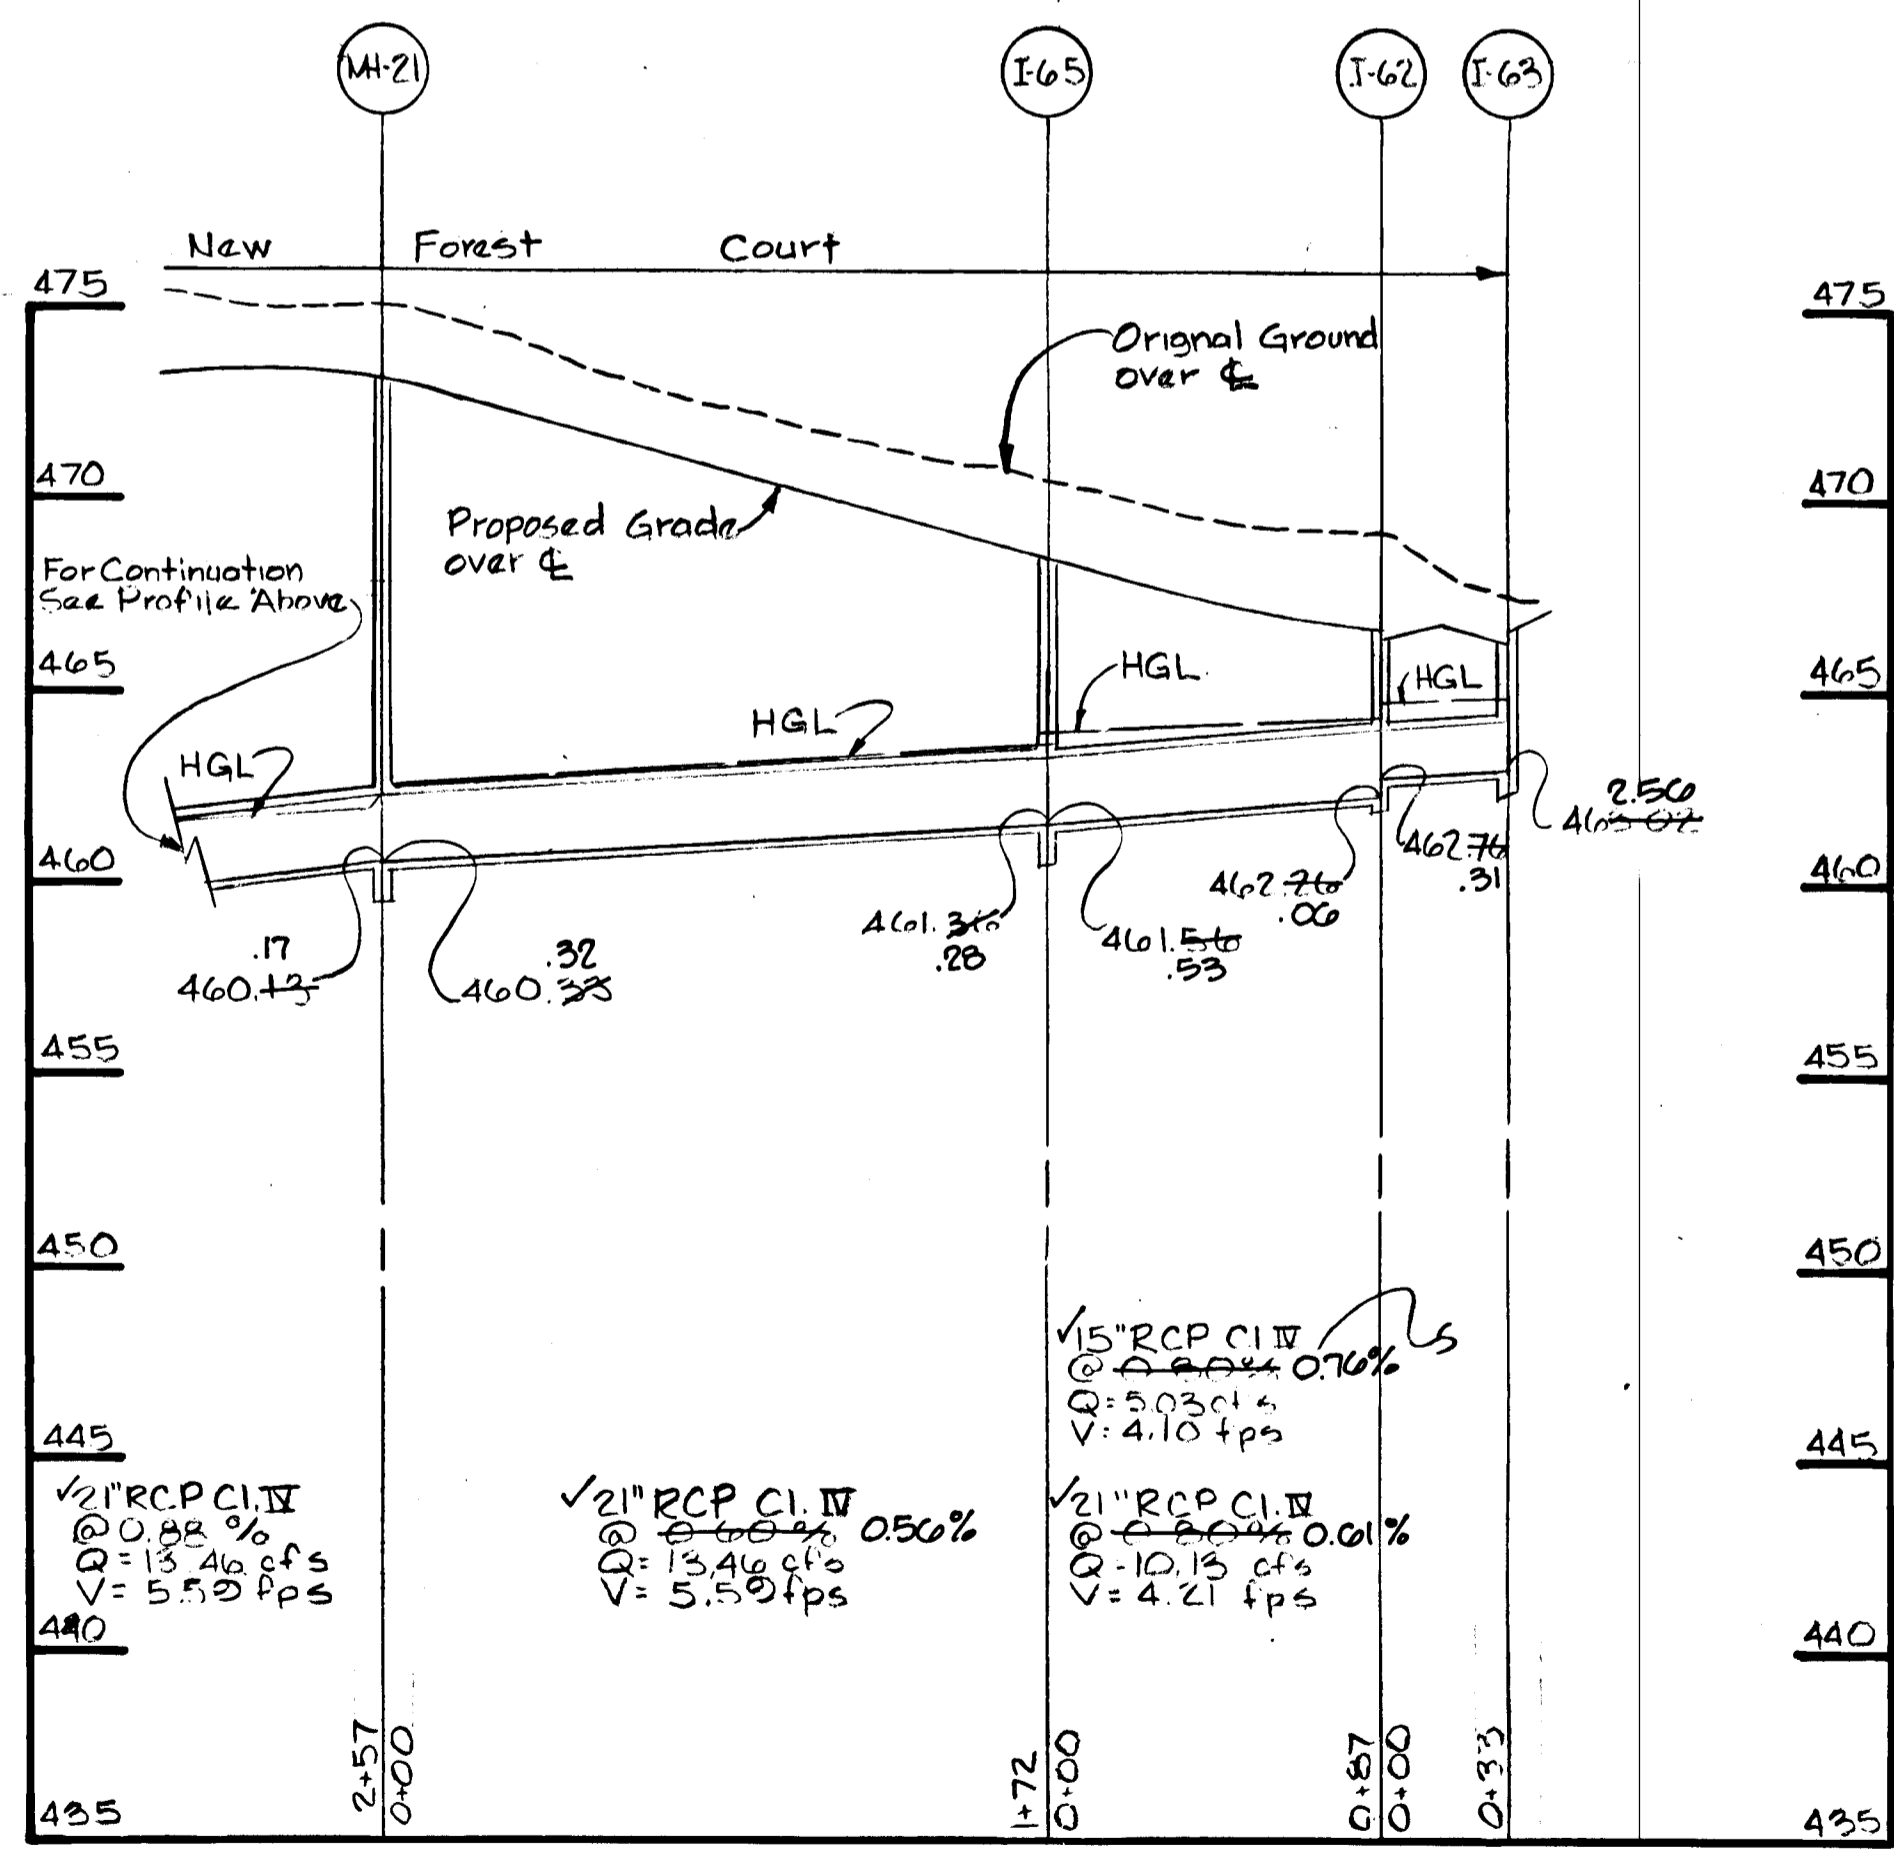 MH-21
I-65
I-62
I-63
New Forest Court
475
475
Orignal Ground
over ℄
470
470
Proposed Grade
over ℄
For Continuation
See Profile Above
465
465
HGL
HGL
HGL
HGL
2.56
463.02
460
460
462.76
.31
462.26
.06
461.36
.28
461.56
.53
.17
460.13
.32
460.33
455
455
450
450
✓15"RCP Cl IV
@ 0.80% 0.76% S
Q=5.03 cfs
V=4.10 fps
445
445
✓21"RCP Cl. IV
@ 0.88 %
Q=13.46 cfs
V=5.59 fps
✓21"RCP Cl. IV
@ 0.60% 0.56%
Q=13.46 cfs
V=5.59 fps
✓21"RCP Cl. IV
@ 0.80% 0.61%
Q=10.13 cfs
V=4.21 fps
440
440
2+57
0+00
1+72
0+00
0+87
0+00
0+33
435
435